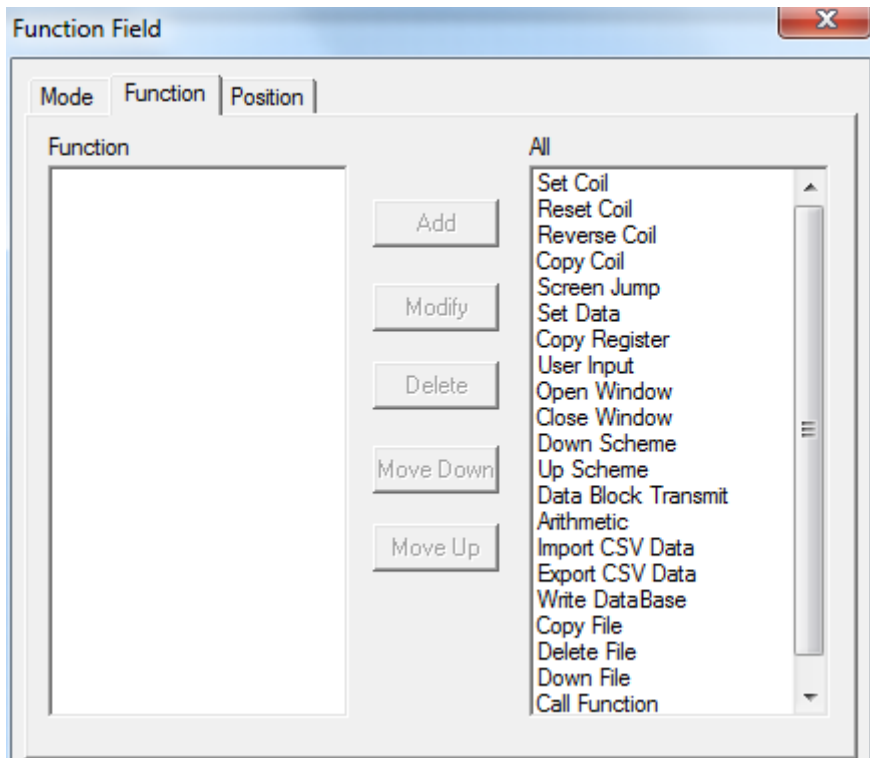 Function Field
Mode Function Position
Function
All
Add
Modify
Delete
Move Down
Move Up
Set Coil
Reset Coil
Reverse Coil
Copy Coil
Screen Jump
Set Data
Copy Register
User Input
Open Window
Close Window
Down Scheme
Up Scheme
Data Block Transmit
Arithmetic
Import CSV Data
Export CSV Data
Write DataBase
Copy File
Delete File
Down File
Call Function